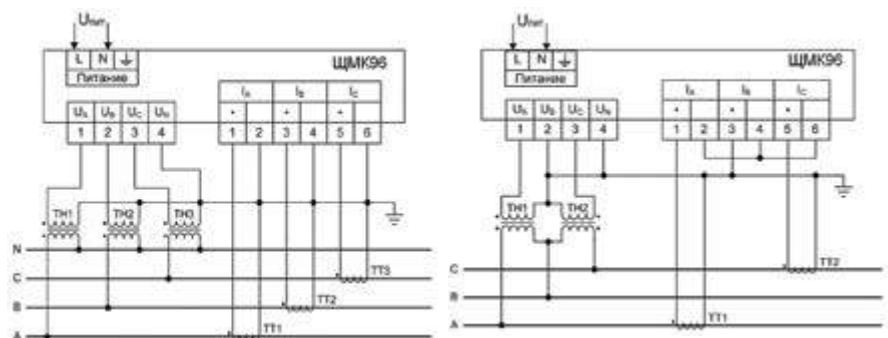 Uпит
L N
ЩМК96
Питание
IA IB IC
UA UB UC UN
* * *
1 2 3 4
1 2 3 4 5 6
ТН1 ТН2 ТН3
N
C
ТТ3
B
ТТ2
A
ТТ1
Uпит
L N
ЩМК96
Питание
IA IB IC
UA UB UC UN
* * *
1 2 3 4
1 2 3 4 5 6
ТН1 ТН2
C
ТТ2
B
A
ТТ1